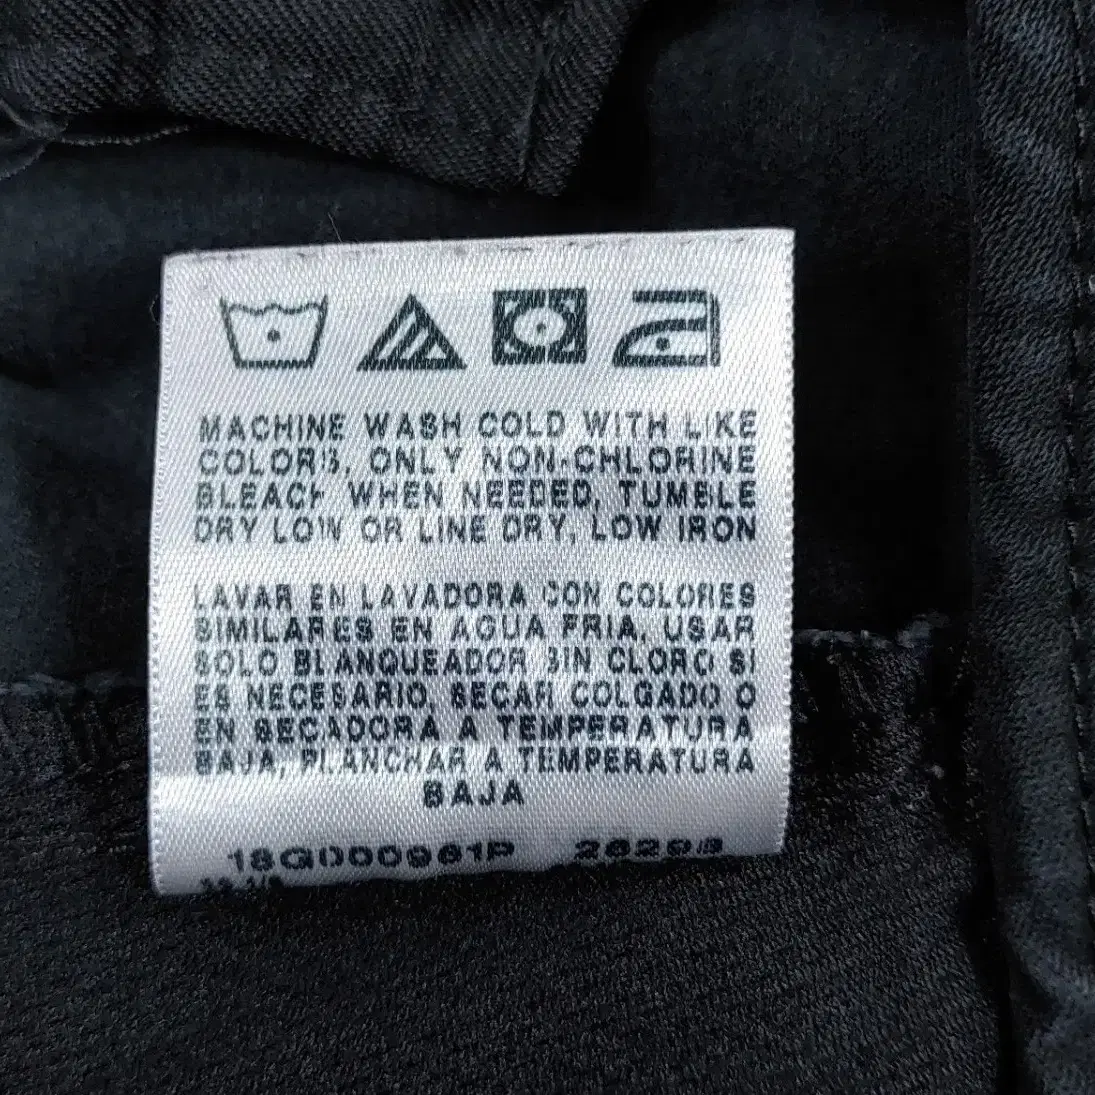 MACHINE WASH COLD WITH LIKE
COLORS, ONLY NON-CHLORINE
BLEACH WHEN NEEDED, TUMBLE
DRY LOW OR LINE DRY, LOW IRON
LAVAR EN LAVADORA CON COLORES
SIMILARES EN AGUA FRIA, USAR
SOLO BLANQUEADOR SIN CLORO SI
ES NECESARIO, SECAR COLGADO O
EN SECADORA A TEMPERATURA
BAJA, PLANCHAR A TEMPERATURA
BAJA
18G000961P